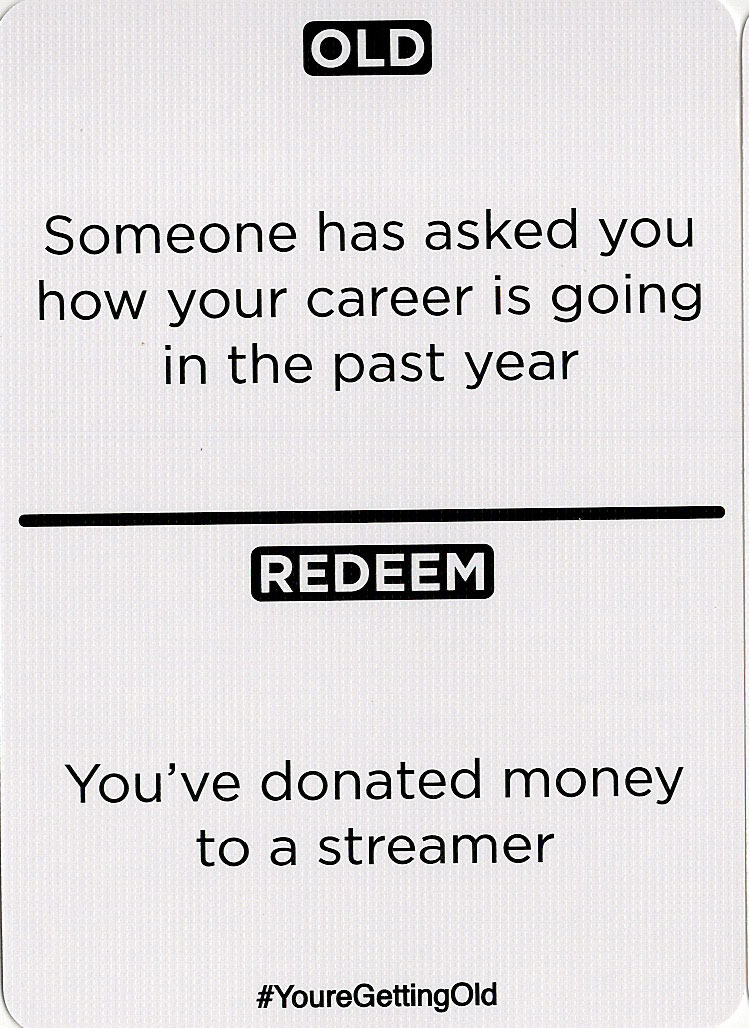 OLD
Someone has asked you
how your career is going
in the past year
REDEEM
You've donated money
to a streamer
#YoureGettingOld